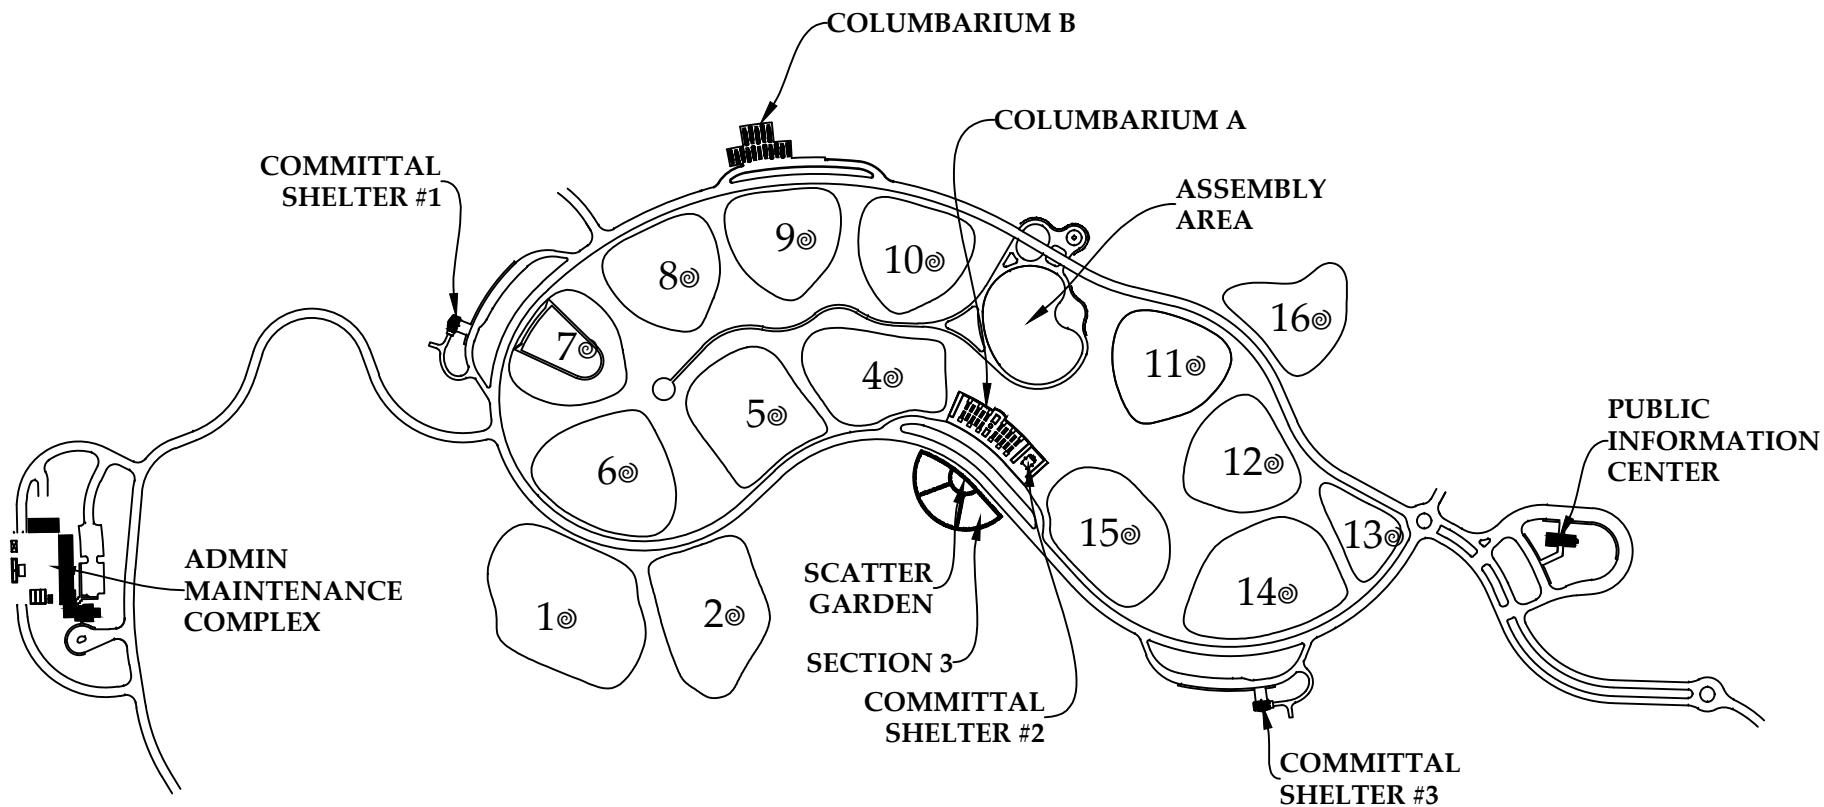 COLUMBARIUM B
COLUMBARIUM A
COMMITTAL
SHELTER #1
ASSEMBLY
AREA
9
10
8
16
7
11
4
5
PUBLIC
INFORMATION
CENTER
12
6
15
13
ADMIN
MAINTENANCE
COMPLEX
SCATTER
GARDEN
14
1
2
SECTION 3
COMMITTAL
SHELTER #2
COMMITTAL
SHELTER #3